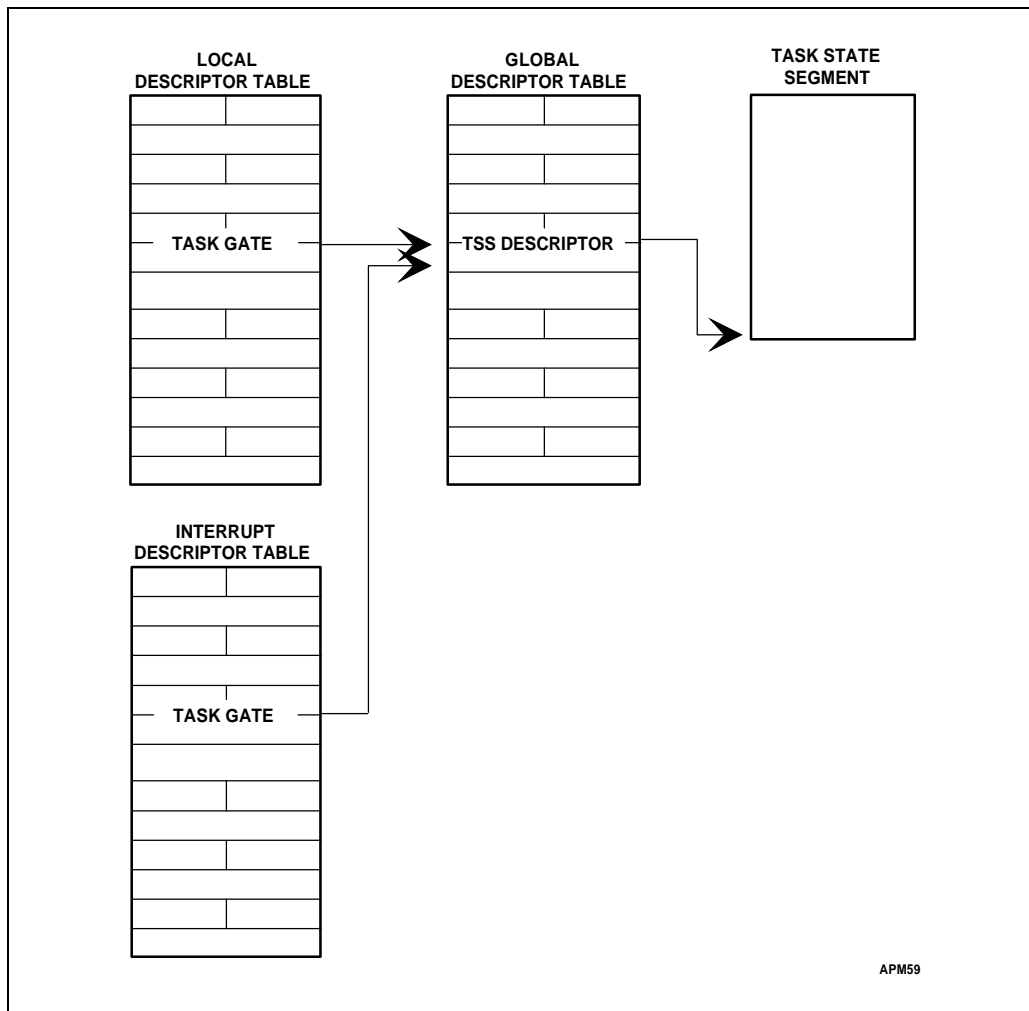 LOCAL
DESCRIPTOR TABLE
GLOBAL
DESCRIPTOR TABLE
TASK STATE
SEGMENT
TASK GATE
TSS DESCRIPTOR
INTERRUPT
DESCRIPTOR TABLE
TASK GATE
APM59